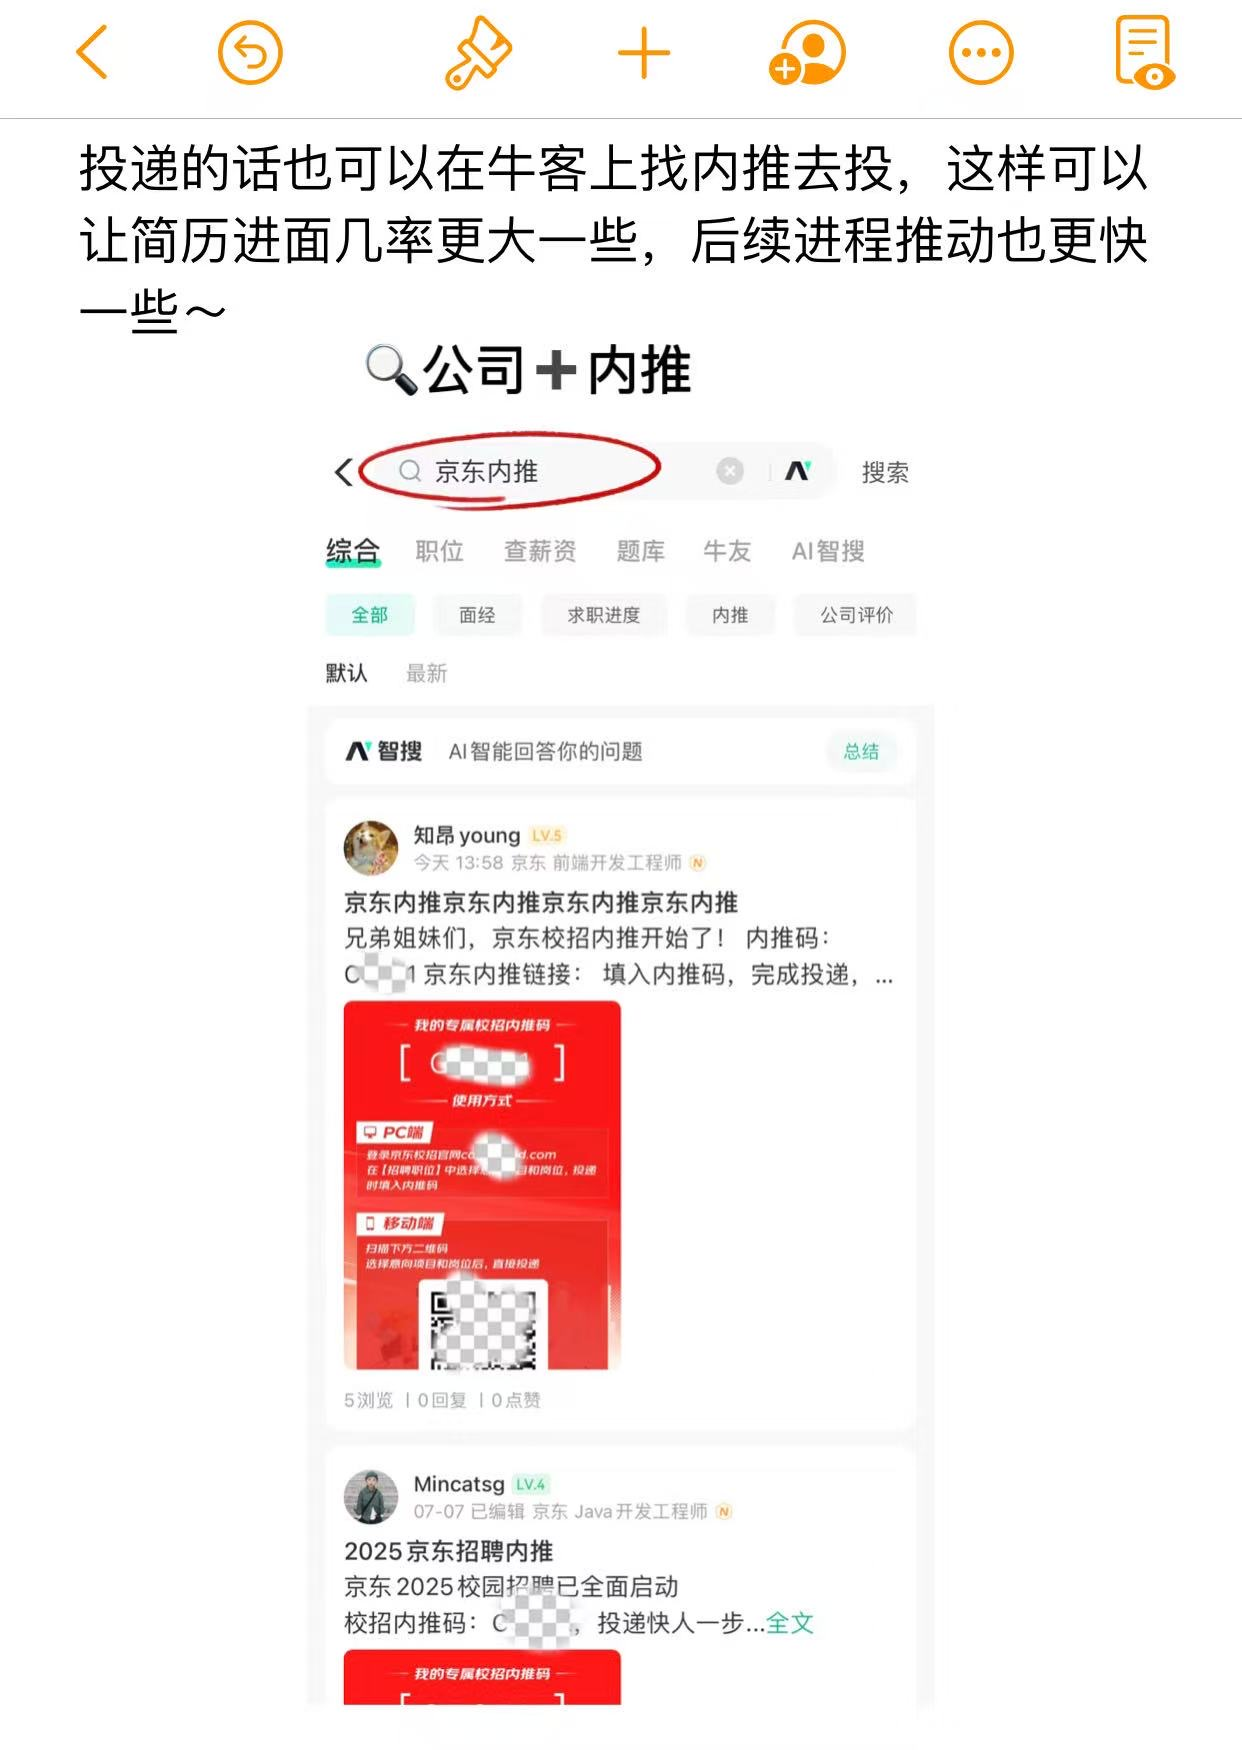 投递的话也可以在牛客上找内推去投，这样可以
让简历进面几率更大一些，后续进程推动也更快
一些～
公司➕内推
京东内推
搜索
综合 职位 查薪资 题库 牛友 AI智搜
全部 面经 求职进度 内推 公司评价
默认 最新
智搜 AI智能回答你的问题 总结
知昂young LV.5
今天 13:58 京东 前端开发工程师 N
京东内推京东内推京东内推京东内推
兄弟姐妹们，京东校招内推开始了！ 内推码：
京东内推链接： 填入内推码，完成投递，...
我的专属校招内推码
使用方式
PC端
登录京东校招官网
在【招聘职位】中选择 和岗位，投递
时填入内推码
移动端
扫描下方二维码
选择意向项目和岗位后，直接投递
5浏览 | 0回复 | 0点赞
Mincatsg LV.4
07-07 已编辑 京东 Java开发工程师 N
2025京东招聘内推
京东2025校园招聘已全面启动
校招内推码：C ，投递快人一步...全文
我的专属校招内推码